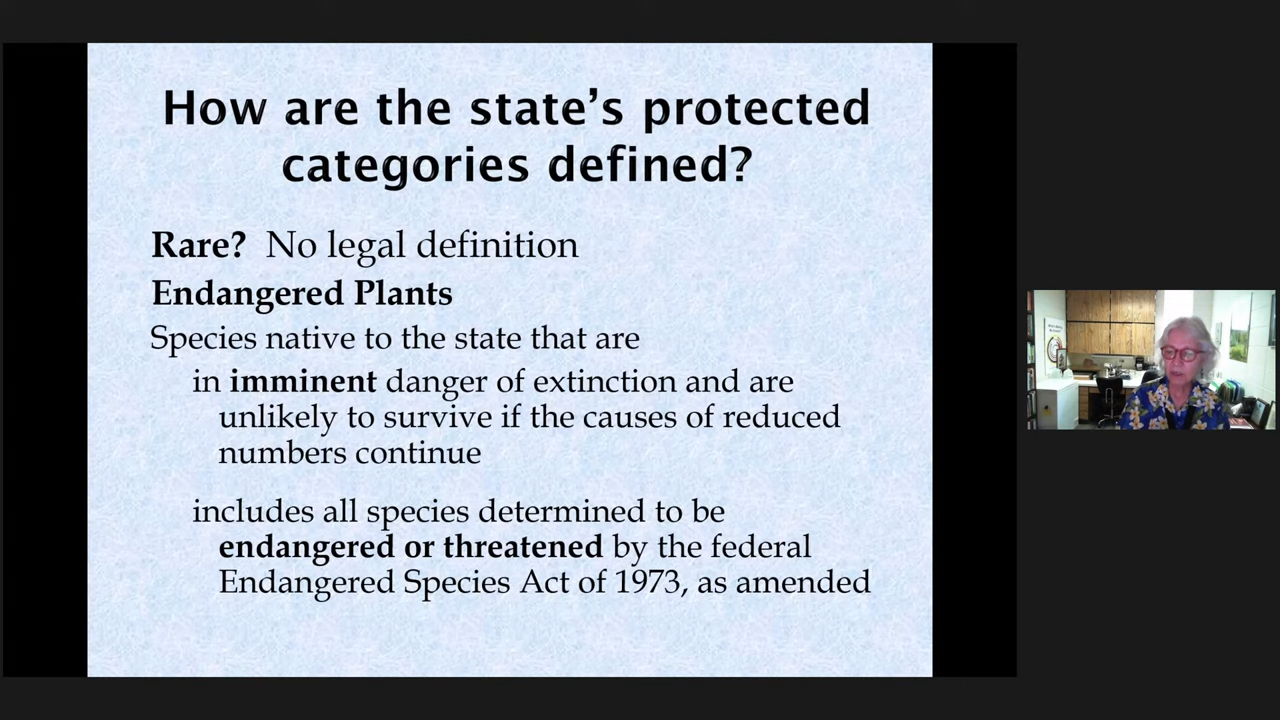 How are the state’s protected
categories defined?
Rare? No legal definition
Endangered Plants
Species native to the state that are
in imminent danger of extinction and are
unlikely to survive if the causes of reduced
numbers continue
includes all species determined to be
endangered or threatened by the federal
Endangered Species Act of 1973, as amended